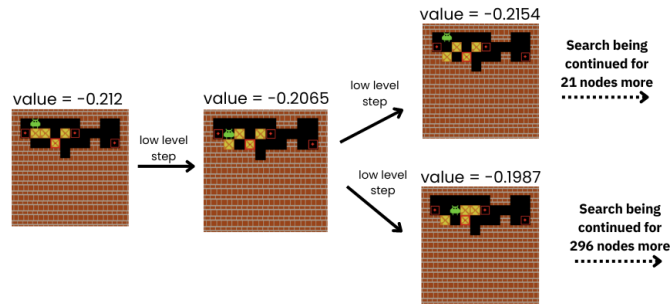 value = -0.212
low level
step
value = -0.2065
low level
step
value = -0.2154
Search being
continued for
21 nodes more
low level
step
value = -0.1987
Search being
continued for
296 nodes more